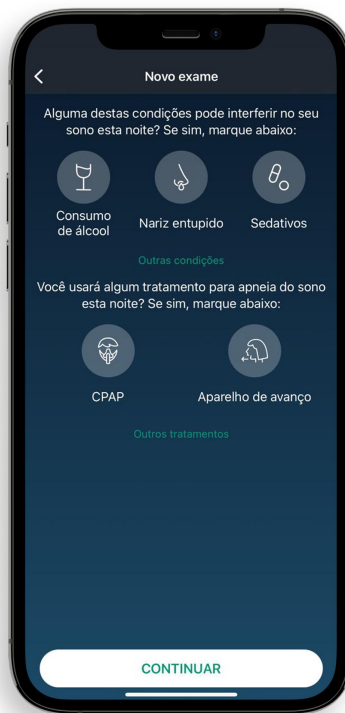 Novo exame
Alguma destas condições pode interferir no seu
sono esta noite? Se sim, marque abaixo:
Consumo
de álcool
Nariz entupido
Sedativos
Outras condições
Você usará algum tratamento para apneia do sono
esta noite? Se sim, marque abaixo:
CPAP
Aparelho de avanço
Outros tratamentos
CONTINUAR